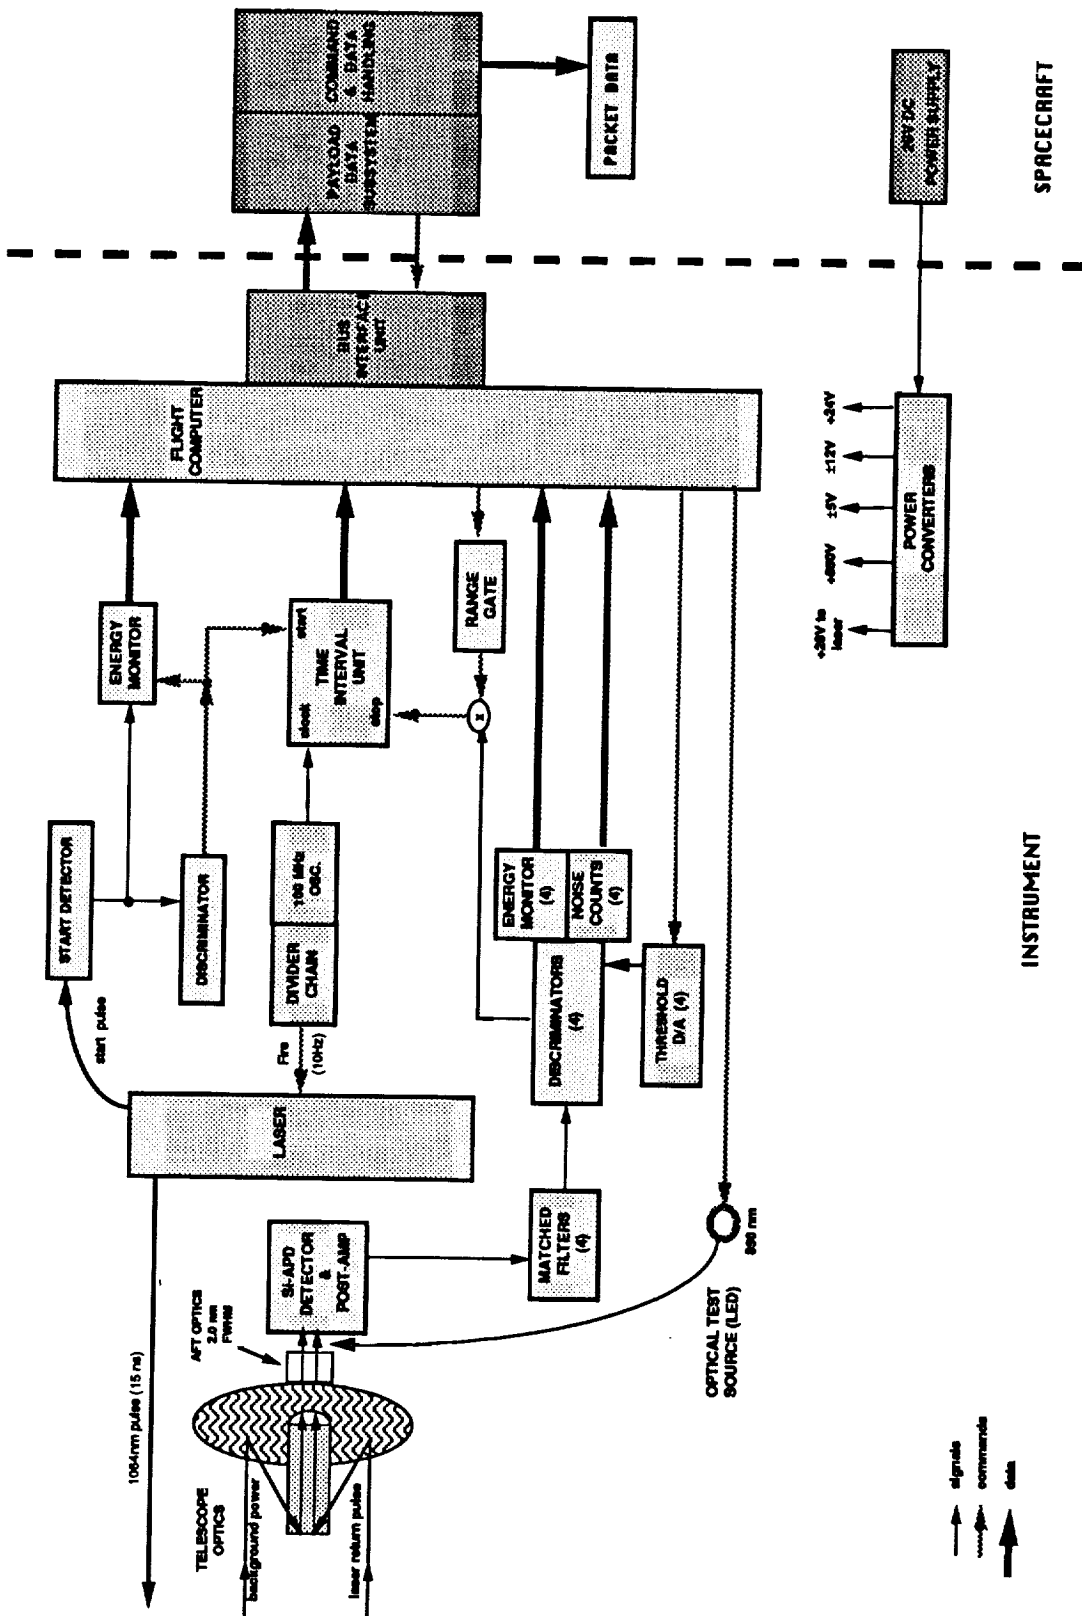 1064nm pulse (15 ns)
TELESCOPE
OPTICS
background power
laser return pulse
AFT OPTICS
2.0 nm
FWHM
SI-APD
DETECTOR
&
POST-AMP
LASER
start pulse
START DETECTOR
DISCRIMINATOR
ENERGY
MONITOR
Fire
(10Hz)
DIVIDER
CHAIN
100 MHz
OSC.
clock
start
stop
TIME
INTERVAL
UNIT
RANGE
GATE
x
MATCHED
FILTERS
(4)
DISCRIMINATORS
(4)
ENERGY
MONITOR
(4)
NOISE
COUNTS
(4)
THRESHOLD
D/A (4)
OPTICAL TEST
SOURCE (LED)
FLIGHT
COMPUTER
BUS
INTERFACE
UNIT
PAYLOAD
DATA
SUBSYSTEM
COMMAND
& DATA
HANDLING
PACKET DATA
28V DC
POWER SUPPLY
POWER
CONVERTERS
+28V to
laser
±5V
±12V
+24V
INSTRUMENT
SPACECRAFT
signals
commands
data